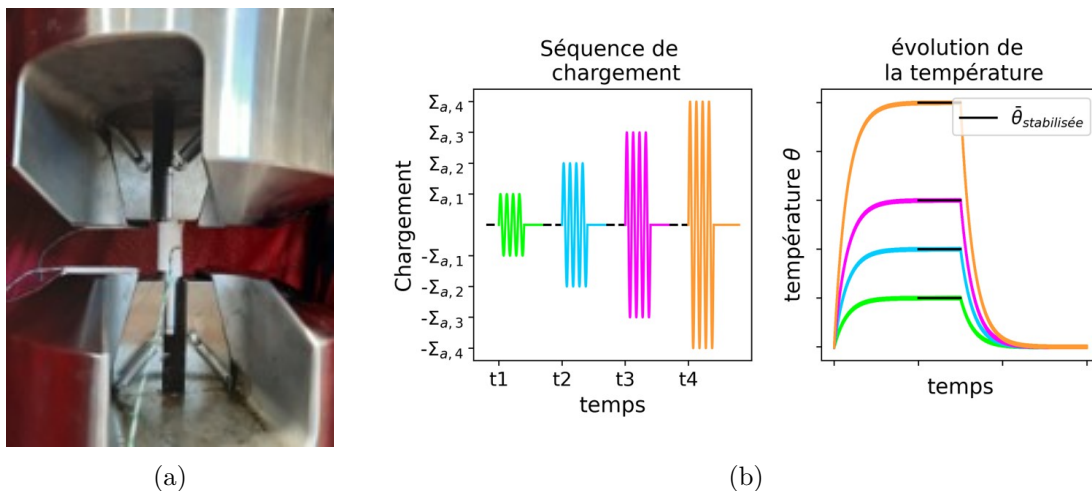 Séquence de
chargement
Chargement
Σa, 4
Σa, 3
Σa, 2
Σa, 1
-Σa, 1
-Σa, 2
-Σa, 3
-Σa, 4
t1 t2 t3 t4
temps
évolution de
la température
température θ
θ̄stabilisée
temps
(a)
(b)